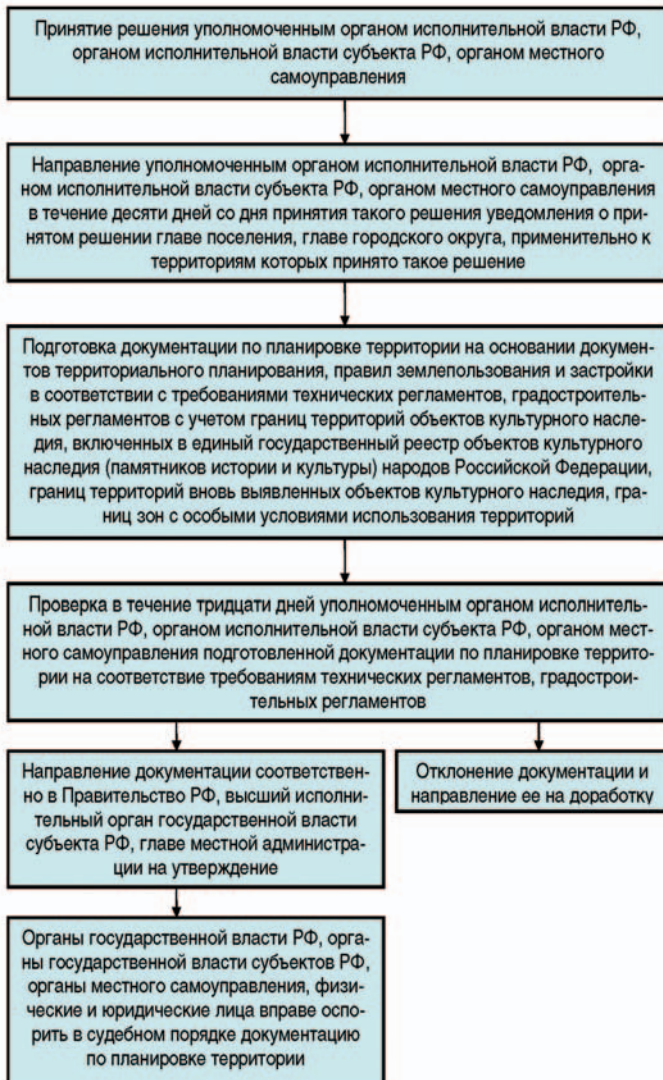 Принятие решения уполномоченным органом исполнительной власти РФ,
органом исполнительной власти субъекта РФ, органом местного
самоуправления
Направление уполномоченным органом исполнительной власти РФ, орга-
ном исполнительной власти субъекта РФ, органом местного самоуправления
в течение десяти дней со дня принятия такого решения уведомления о при-
нятом решении главе поселения, главе городского округа, применительно к
территориям которых принято такое решение
Подготовка документации по планировке территории на основании докумен-
тов территориального планирования, правил землепользования и застройки
в соответствии с требованиями технических регламентов, градостроитель-
ных регламентов с учетом границ территорий объектов культурного насле-
дия, включенных в единый государственный реестр объектов культурного
наследия (памятников истории и культуры) народов Российской Федерации,
границ территорий вновь выявленных объектов культурного наследия, гра-
ниц зон с особыми условиями использования территорий
Проверка в течение тридцати дней уполномоченным органом исполнитель-
ной власти РФ, органом исполнительной власти субъекта РФ, органом мест-
ного самоуправления подготовленной документации по планировке террито-
рии на соответствие требованиям технических регламентов, градострои-
тельных регламентов
Направление документации соответствен-
но в Правительство РФ, высший исполни-
тельный орган государственной власти
субъекта РФ, главе местной администра-
ции на утверждение
Отклонение документации и
направление ее на доработку
Органы государственной власти РФ, орга-
ны государственной власти субъектов РФ,
органы местного самоуправления, физи-
ческие и юридические лица вправе оспо-
рить в судебном порядке документацию
по планировке территории